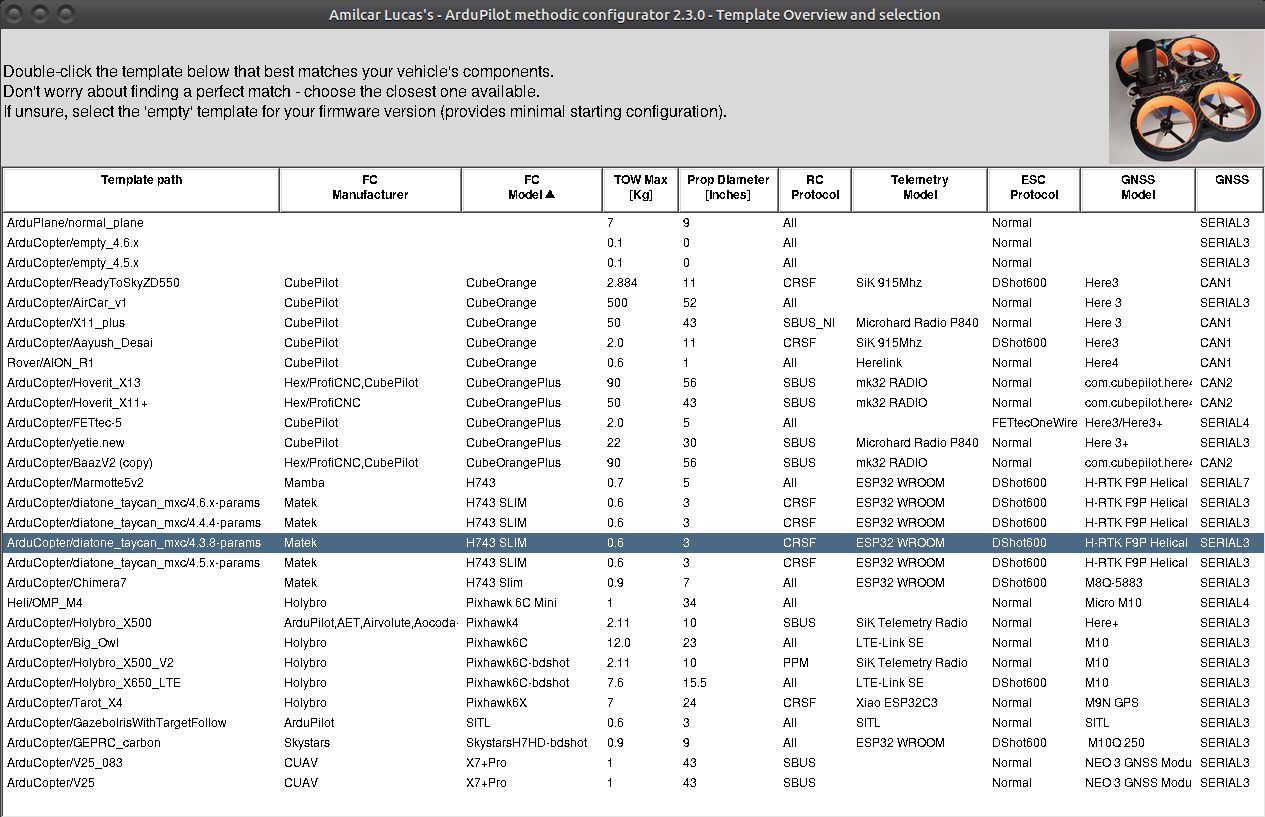 Amilcar Lucas's - ArduPilot methodic configurator 2.3.0 - Template Overview and selection
Double-click the template below that best matches your vehicle's components.
Don't worry about finding a perfect match - choose the closest one available.
If unsure, select the 'empty' template for your firmware version (provides minimal starting configuration).
Template path FC Manufacturer FC Model ▲ TOW Max [Kg] Prop Diameter [Inches] RC Protocol Telemetry Model ESC Protocol GNSS Model GNSS
ArduPlane/normal_plane 7 9 All Normal SERIAL3
ArduCopter/empty_4.6.x 0.1 0 All Normal SERIAL3
ArduCopter/empty_4.5.x 0.1 0 All Normal SERIAL3
ArduCopter/ReadyToSkyZD550 CubePilot CubeOrange 2.884 11 CRSF SiK 915Mhz DShot600 Here3 CAN1
ArduCopter/AirCar_v1 CubePilot CubeOrange 500 52 All Normal Here 3 SERIAL3
ArduCopter/X11_plus CubePilot CubeOrange 50 43 SBUS_NI Microhard Radio P840 Normal Here 3 CAN1
ArduCopter/Aayush_Desai CubePilot CubeOrange 2.0 11 CRSF SiK 915Mhz DShot600 Here3 CAN1
Rover/AION_R1 CubePilot CubeOrange 0.6 1 All Herelink Normal Here4 CAN1
ArduCopter/Hoverit_X13 Hex/ProfiCNC,CubePilot CubeOrangePlus 90 56 SBUS mk32 RADIO Normal com.cubepilot.here4 CAN2
ArduCopter/Hoverit_X11+ Hex/ProfiCNC CubeOrangePlus 50 43 SBUS mk32 RADIO Normal com.cubepilot.here4 CAN2
ArduCopter/FETtec-5 CubePilot CubeOrangePlus 2.0 5 All FETtecOneWire Here3/Here3+ SERIAL4
ArduCopter/yetie.new CubePilot CubeOrangePlus 22 30 SBUS Microhard Radio P840 Normal Here 3+ SERIAL3
ArduCopter/BaazV2 (copy) Hex/ProfiCNC,CubePilot CubeOrangePlus 90 56 SBUS mk32 RADIO Normal com.cubepilot.here4 CAN2
ArduCopter/Marmotte5v2 Mamba H743 0.7 5 All ESP32 WROOM DShot600 H-RTK F9P Helical SERIAL7
ArduCopter/diatone_taycan_mxc/4.6.x-params Matek H743 SLIM 0.6 3 CRSF ESP32 WROOM DShot600 H-RTK F9P Helical SERIAL3
ArduCopter/diatone_taycan_mxc/4.4.4-params Matek H743 SLIM 0.6 3 CRSF ESP32 WROOM DShot600 H-RTK F9P Helical SERIAL3
ArduCopter/diatone_taycan_mxc/4.3.8-params Matek H743 SLIM 0.6 3 CRSF ESP32 WROOM DShot600 H-RTK F9P Helical SERIAL3
ArduCopter/diatone_taycan_mxc/4.5.x-params Matek H743 SLIM 0.6 3 CRSF ESP32 WROOM DShot600 H-RTK F9P Helical SERIAL3
ArduCopter/Chimera7 Matek H743 Slim 0.9 7 All ESP32 WROOM DShot600 M8Q-5883 SERIAL3
Heli/OMP_M4 Holybro Pixhawk 6C Mini 1 34 All Normal Micro M10 SERIAL4
ArduCopter/Holybro_X500 ArduPilot,AET,Airvolute,Aocoda- Pixhawk4 2.11 10 SBUS SiK Telemetry Radio Normal Here+ SERIAL3
ArduCopter/Big_Owl Holybro Pixhawk6C 12.0 23 All LTE-Link SE Normal M10 SERIAL3
ArduCopter/Holybro_X500_V2 Holybro Pixhawk6C-bdshot 2.11 10 PPM SiK Telemetry Radio Normal M10 SERIAL3
ArduCopter/Holybro_X650_LTE Holybro Pixhawk6C-bdshot 7.6 15.5 All LTE-Link SE DShot600 M10 SERIAL3
ArduCopter/Tarot_X4 Holybro Pixhawk6X 7 24 CRSF Xiao ESP32C3 Normal M9N GPS SERIAL3
ArduCopter/GazeboIrisWithTargetFollow ArduPilot SITL 0.6 3 All SITL Normal SITL SERIAL3
ArduCopter/GEPRC_carbon Skystars SkystarsH7HD-bdshot 0.9 9 All ESP32 WROOM DShot600 M10Q 250 SERIAL3
ArduCopter/V25_083 CUAV X7+Pro 1 43 SBUS Normal NEO 3 GNSS Modu SERIAL3
ArduCopter/V25 CUAV X7+Pro 1 43 SBUS Normal NEO 3 GNSS Modu SERIAL3